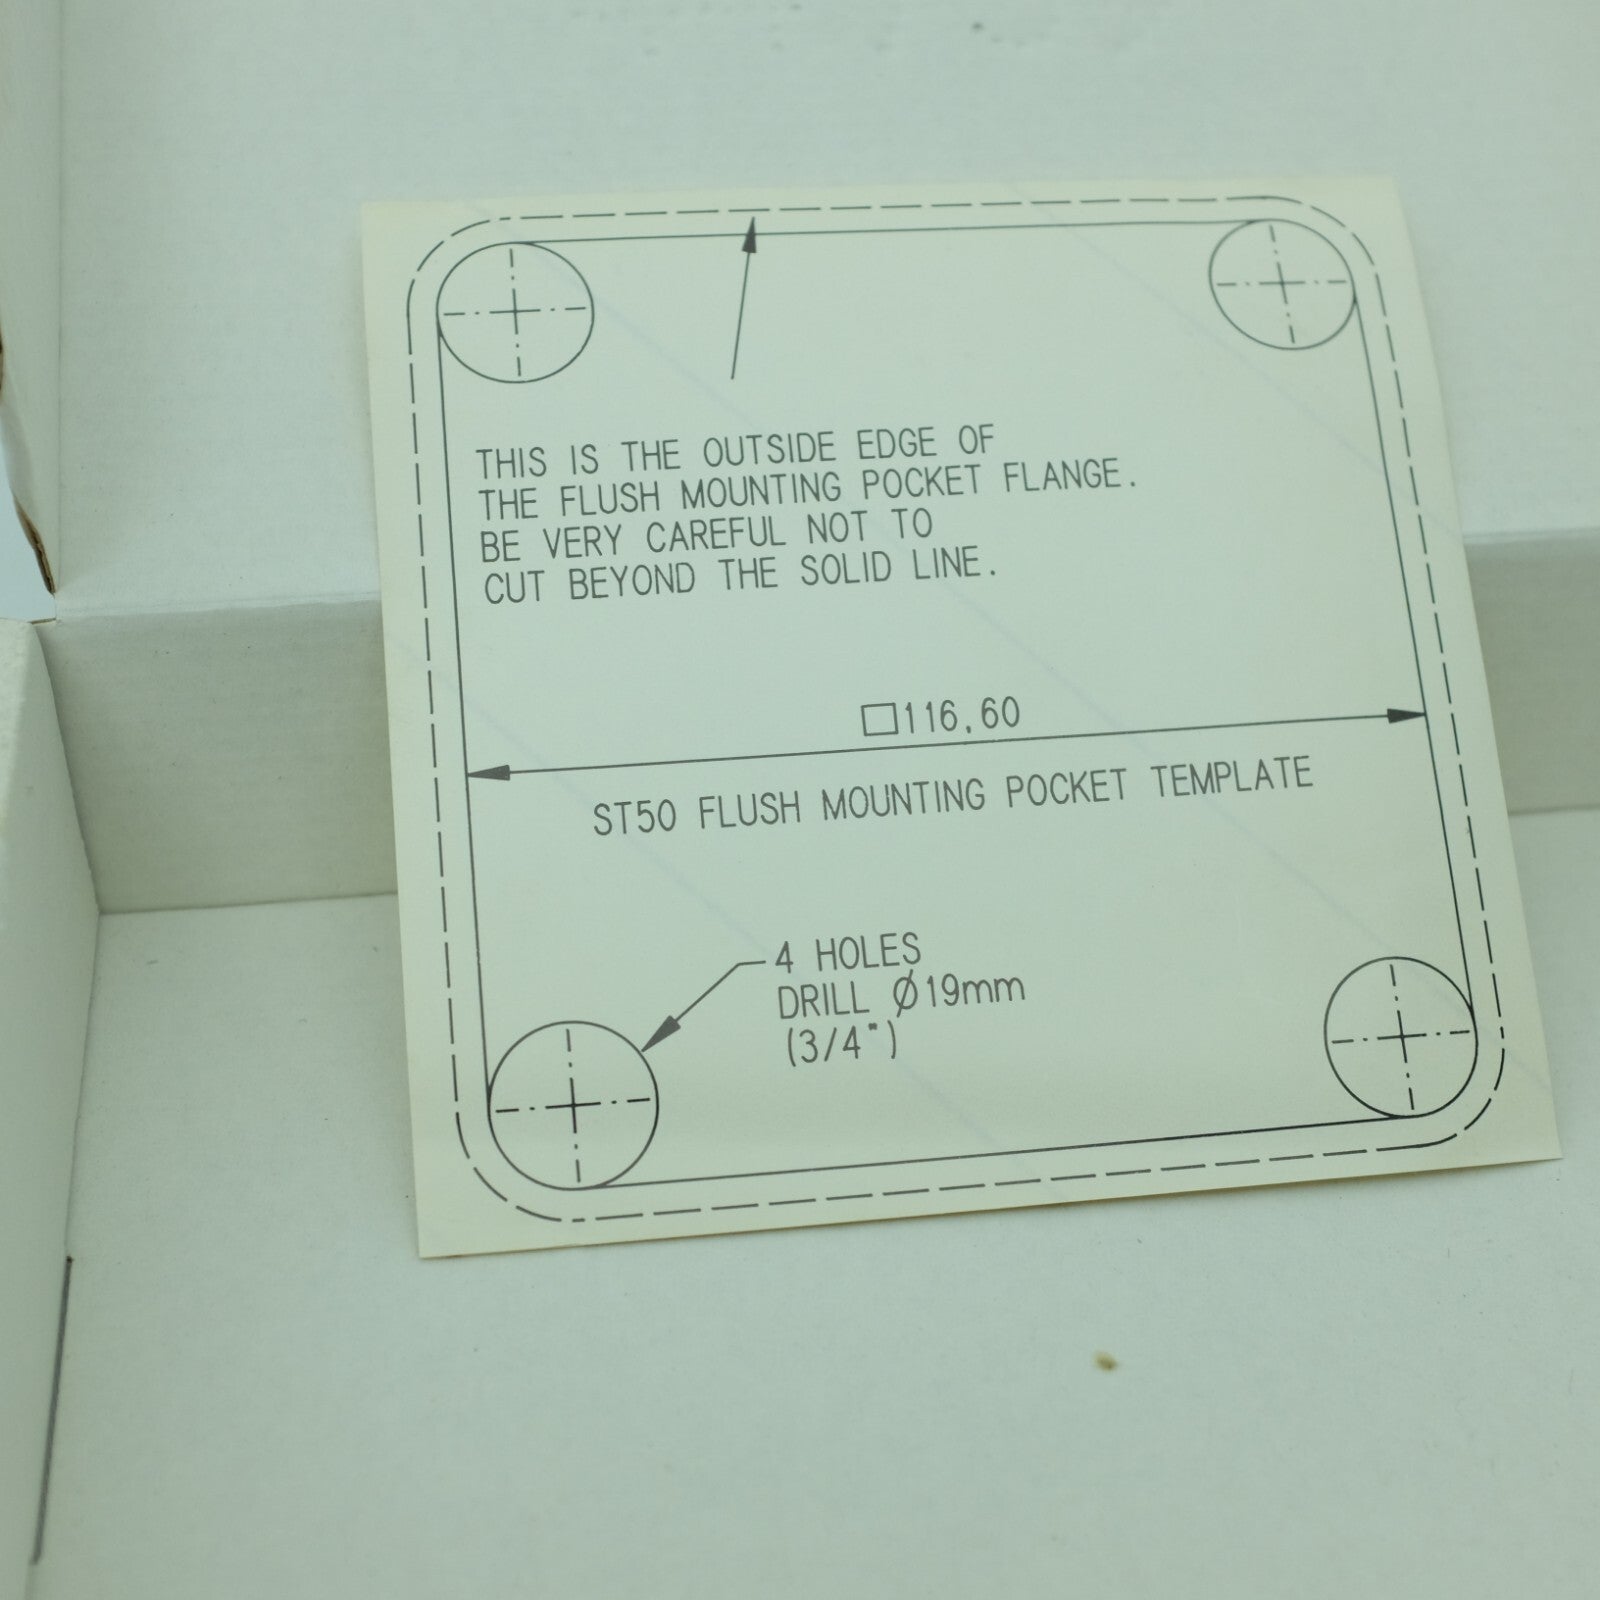 THIS IS THE OUTSIDE EDGE OF
THE FLUSH MOUNTING POCKET FLANGE.
BE VERY CAREFUL NOT TO
CUT BEYOND THE SOLID LINE.
□116,60
ST50 FLUSH MOUNTING POCKET TEMPLATE
4 HOLES
DRILL Ø19mm
(3/4")